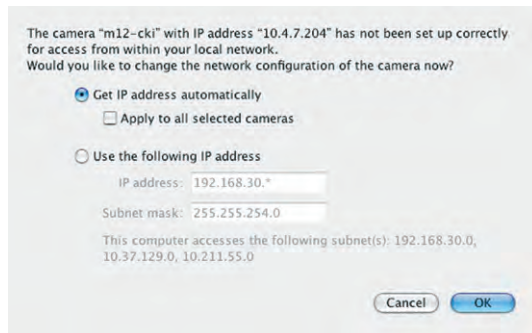 The camera “m12-cki” with IP address “10.4.7.204” has not been set up correctly
for access from within your local network.
Would you like to change the network configuration of the camera now?
Get IP address automatically
Apply to all selected cameras
Use the following IP address
IP address: 192.168.30.*
Subnet mask: 255.255.254.0
This computer accesses the following subnet(s): 192.168.30.0,
10.37.129.0, 10.211.55.0
Cancel OK